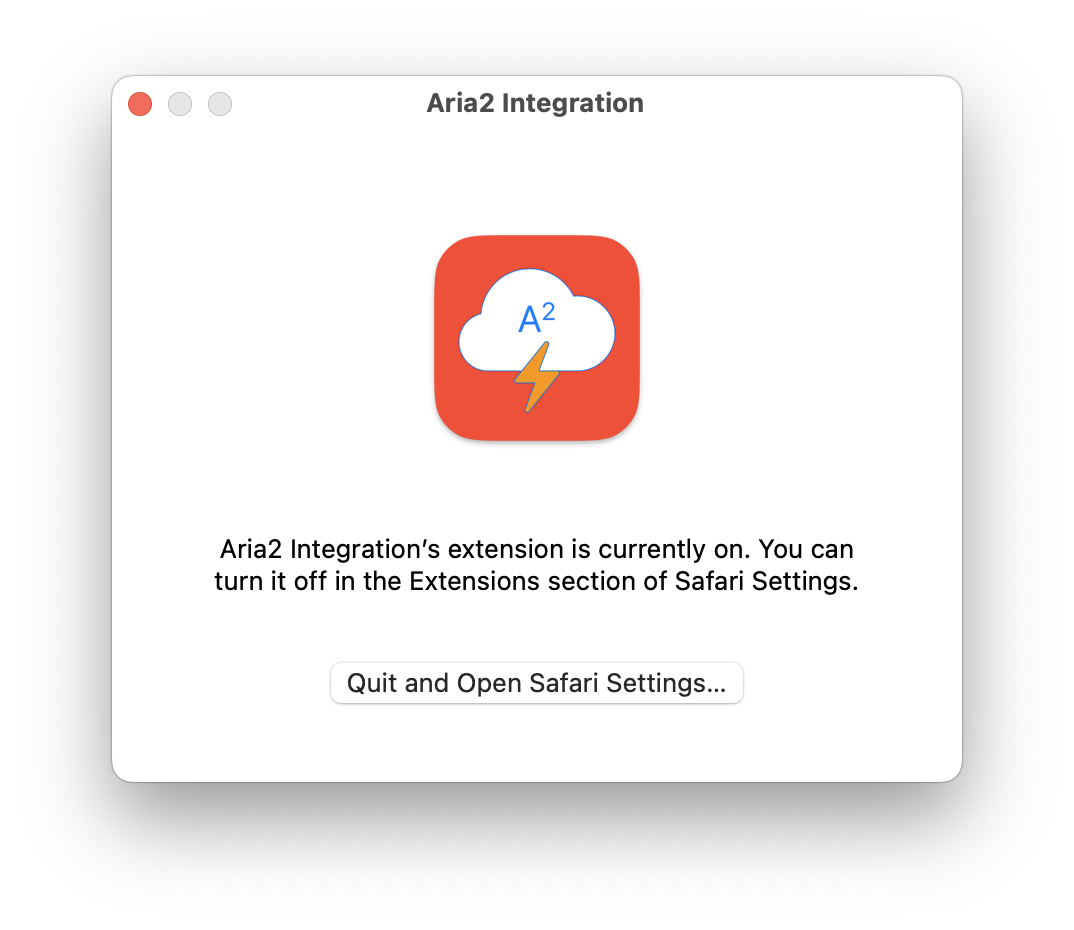 Aria2 Integration
A²
Aria2 Integration’s extension is currently on. You can
turn it off in the Extensions section of Safari Settings.
Quit and Open Safari Settings...